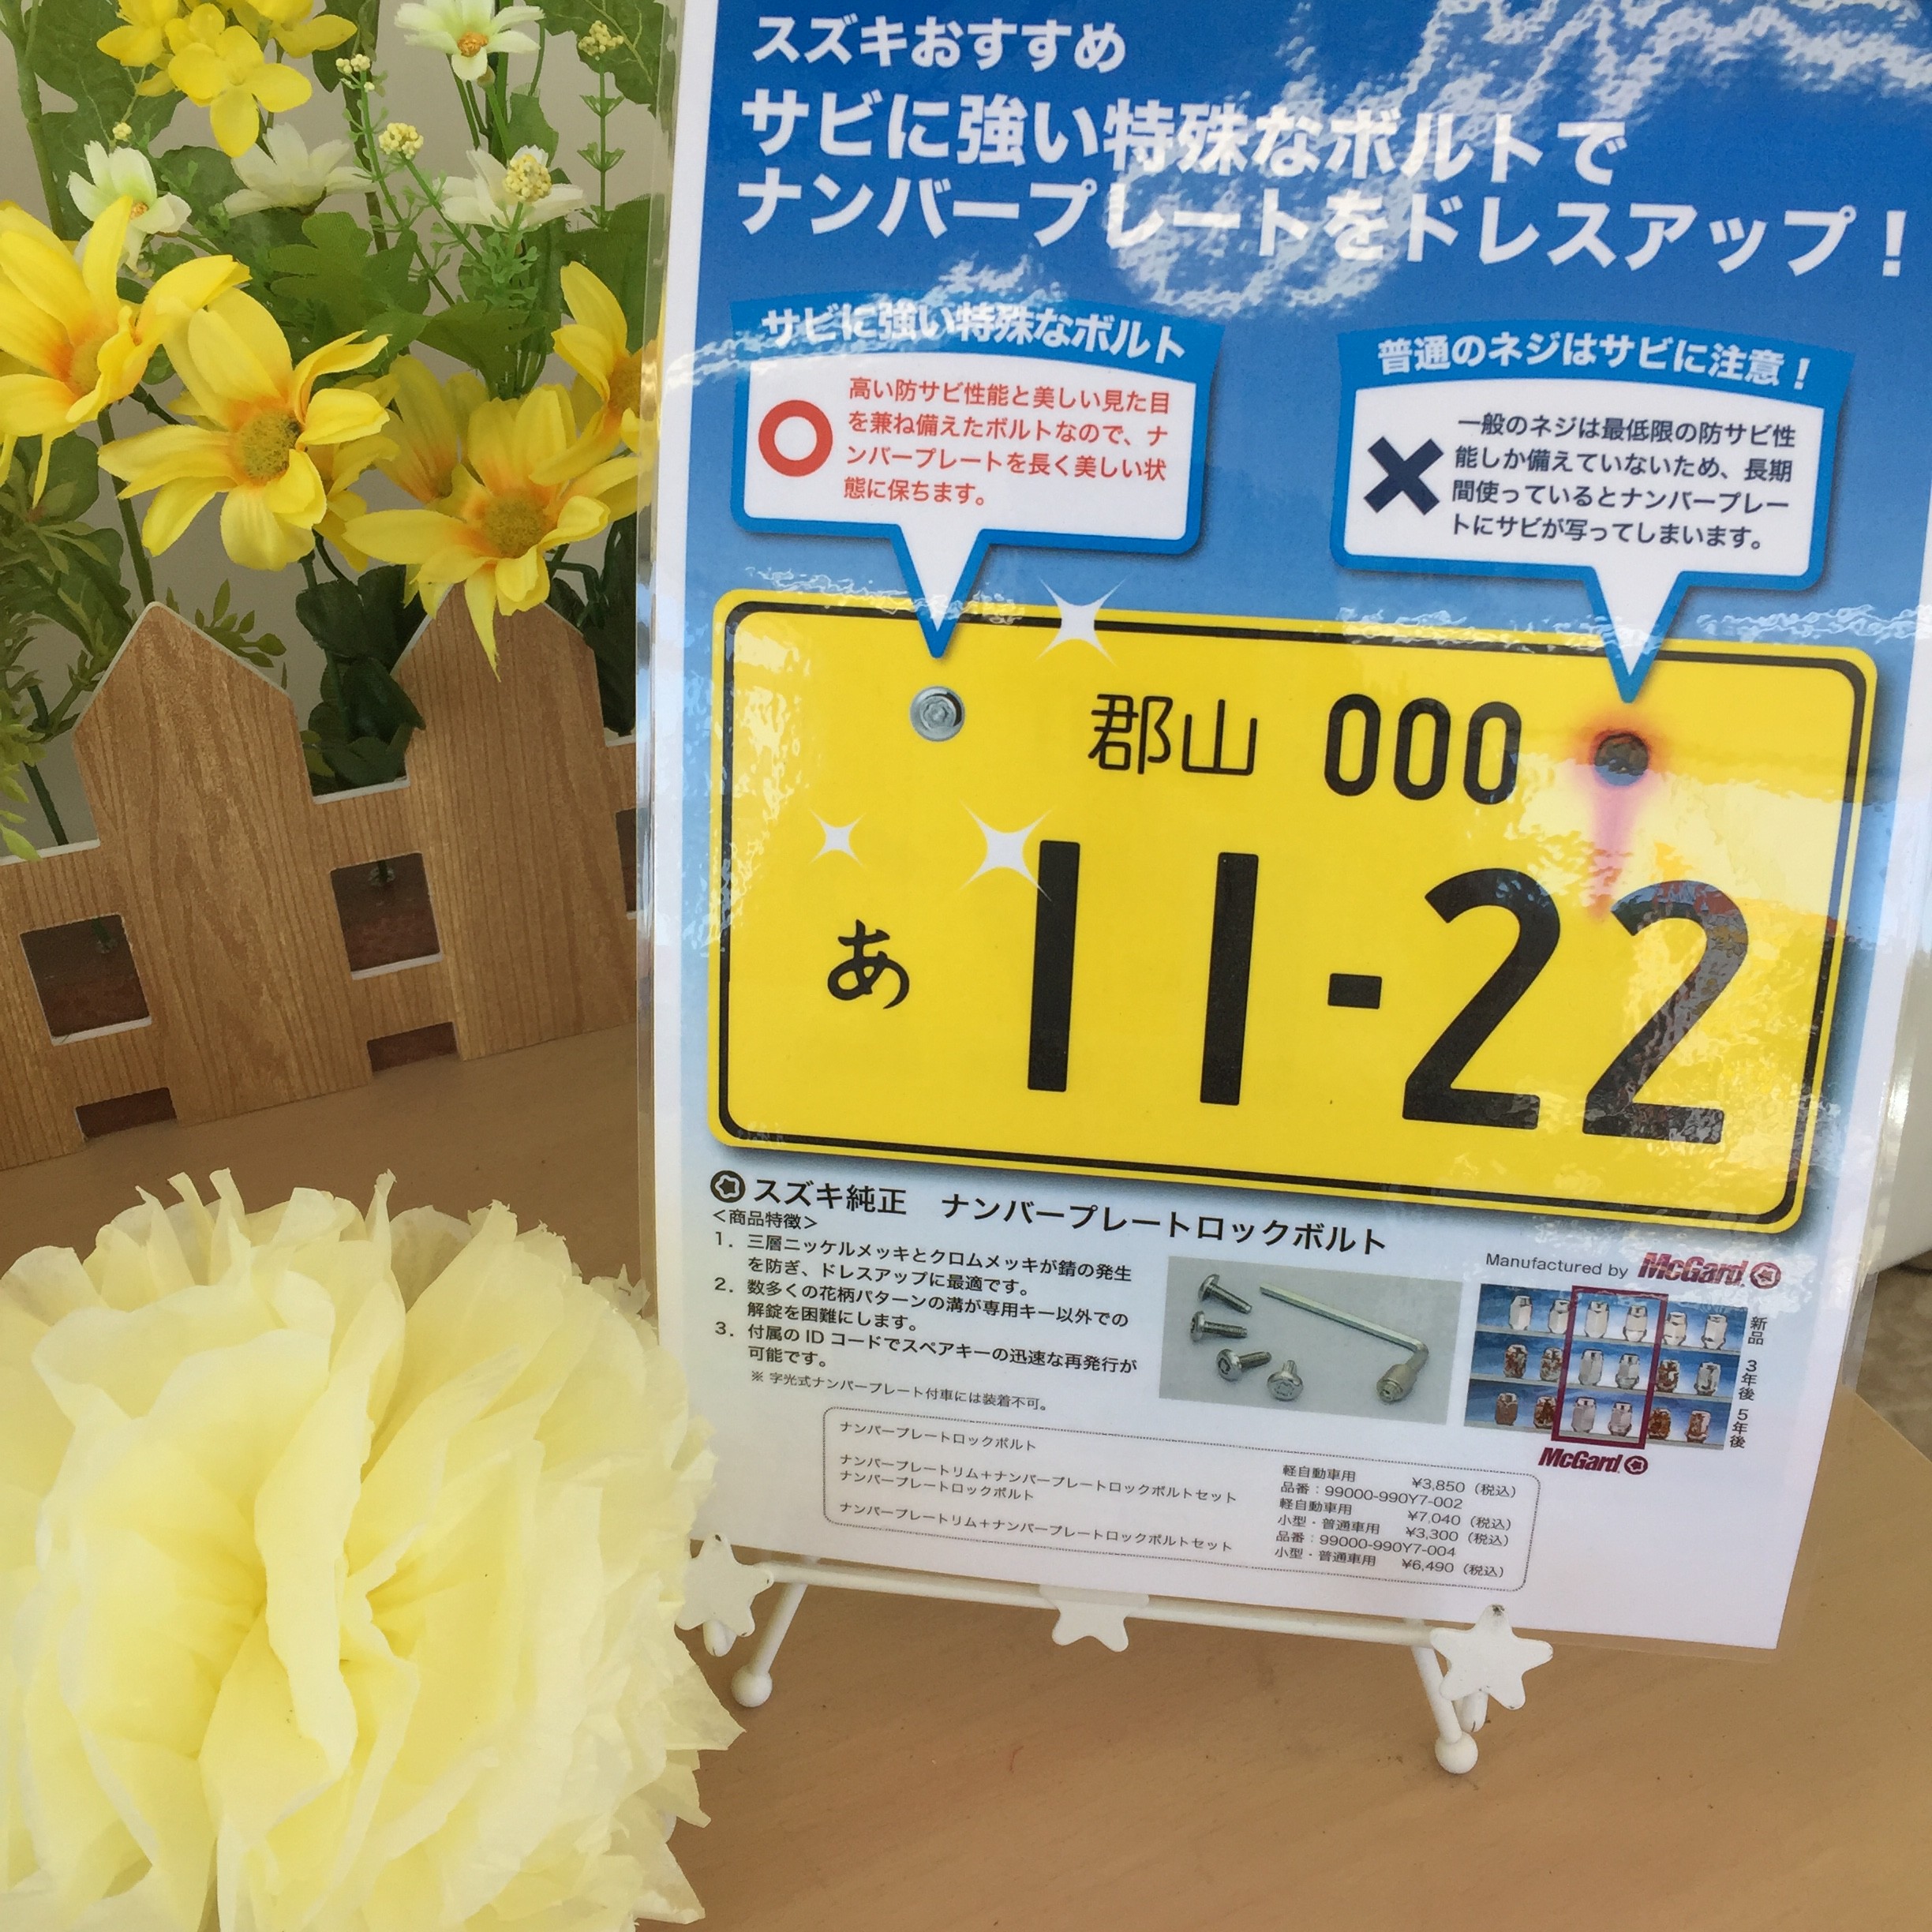 スズキおすすめ
サビに強い特殊なボルトで
ナンバープレートをドレスアップ！
サビに強い特殊なボルト
高い防サビ性能と美しい見た目
を兼ね備えたボルトなので、ナ
ンバープレートを長く美しい状
態に保ちます。
普通のネジはサビに注意！
一般のネジは最低限の防サビ性
能しか備えていないため、長期
間使っているとナンバープレー
トにサビが写ってしまいます。
郡山 000
あ 11-22
スズキ純正 ナンバープレートロックボルト
＜商品特徴＞
1. 三層ニッケルメッキとクロムメッキが錆の発生
を防ぎ、ドレスアップに最適です。
2. 数多くの花柄パターンの溝が専用キー以外での
解錠を困難にします。
3. 付属の ID コードでスペアキーの迅速な再発行が
可能です。
※ 字光式ナンバープレート付車には装着不可。
Manufactured by McGard
新品
3年後
5年後
McGard
ナンバープレートロックボルト
ナンバープレートリム＋ナンバープレートロックボルトセット
ナンバープレートロックボルト
ナンバープレートリム＋ナンバープレートロックボルトセット
軽自動車用 ¥3,850（税込）
品番：99000-990Y7-002
軽自動車用 ¥7,040（税込）
小型・普通車用 ¥3,300（税込）
品番：99000-990Y7-004
小型・普通車用 ¥6,490（税込）